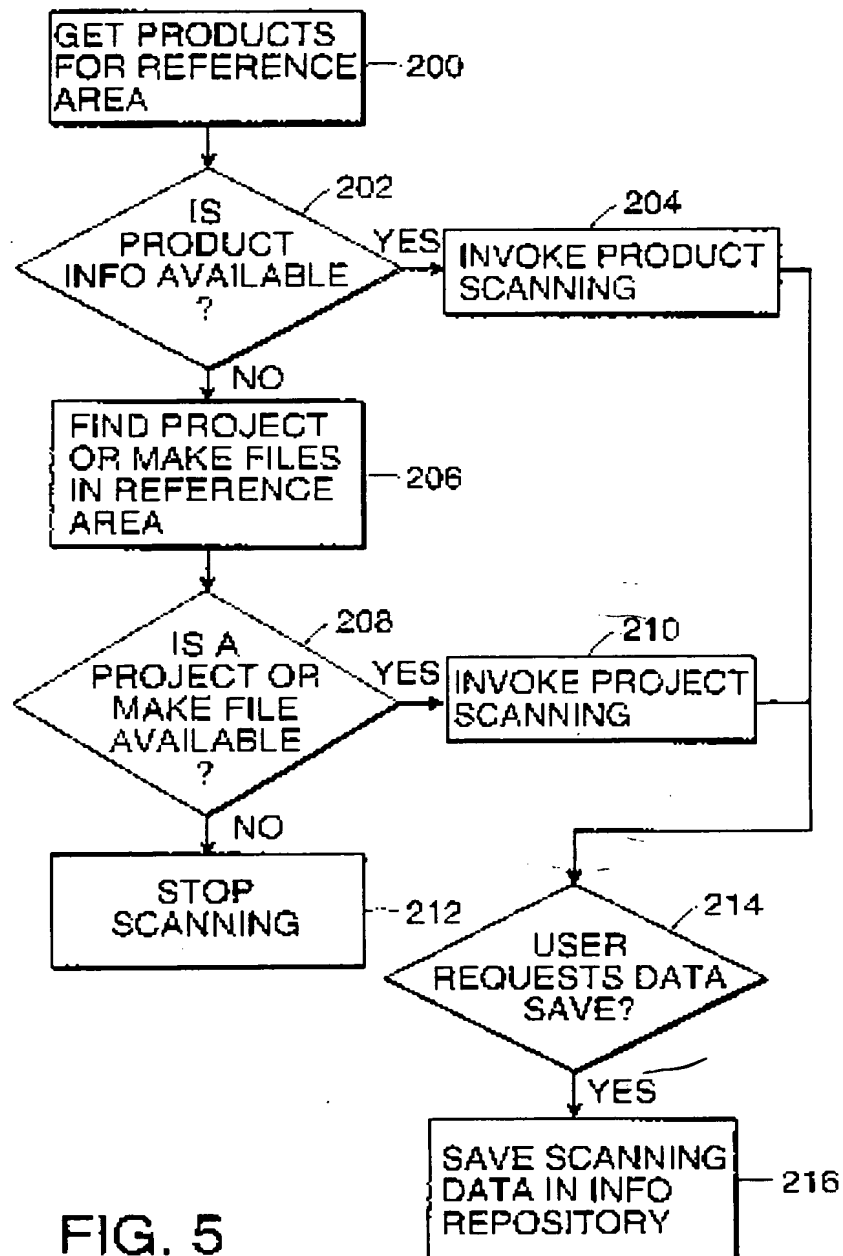 GET PRODUCTS
FOR REFERENCE
AREA
200
202
IS
PRODUCT
INFO AVAILABLE
?
YES
204
INVOKE PRODUCT
SCANNING
NO
FIND PROJECT
OR MAKE FILES
IN REFERENCE
AREA
206
208
IS A
PROJECT OR
MAKE FILE
AVAILABLE
?
YES
210
INVOKE PROJECT
SCANNING
NO
STOP
SCANNING
212
214
USER
REQUESTS DATA
SAVE?
YES
SAVE SCANNING
DATA IN INFO
REPOSITORY
216
FIG. 5